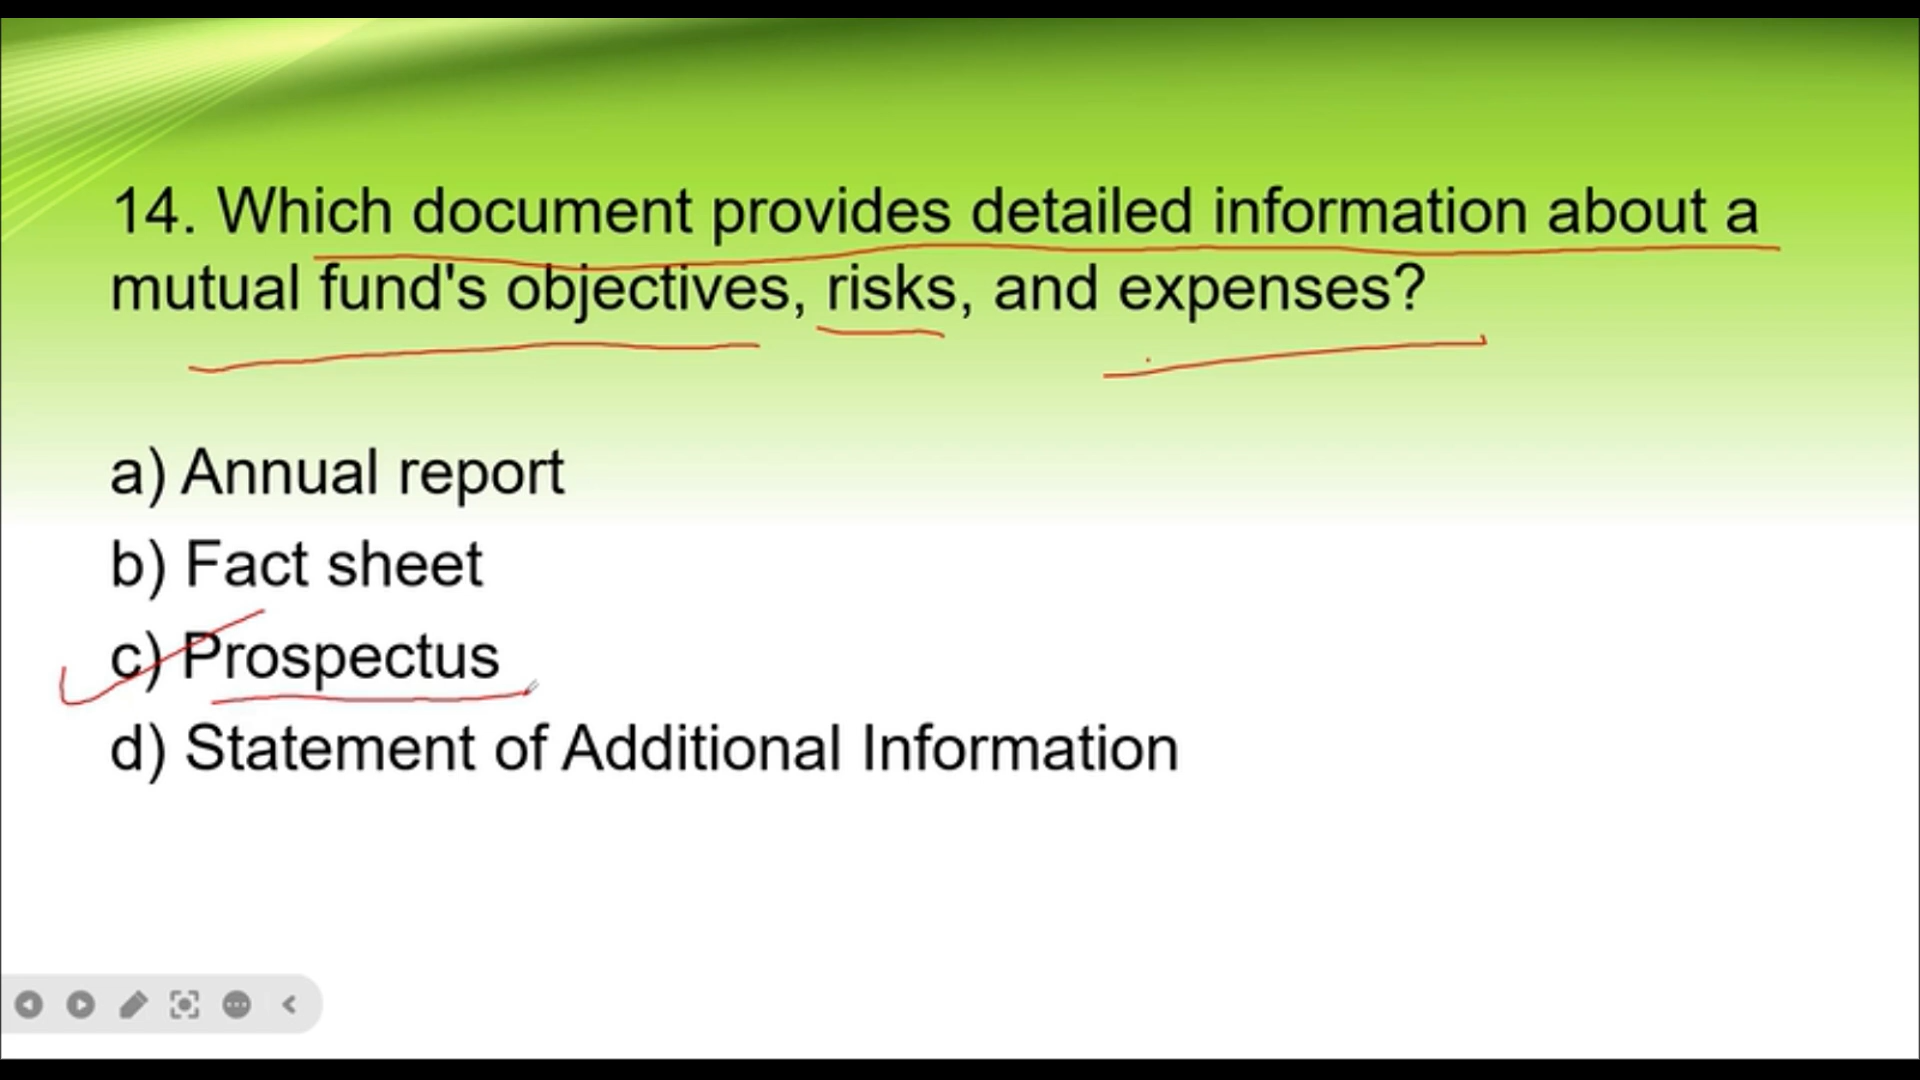 14. Which document provides detailed information about a
mutual fund's objectives, risks, and expenses?
a) Annual report
b) Fact sheet
c) Prospectus
d) Statement of Additional Information